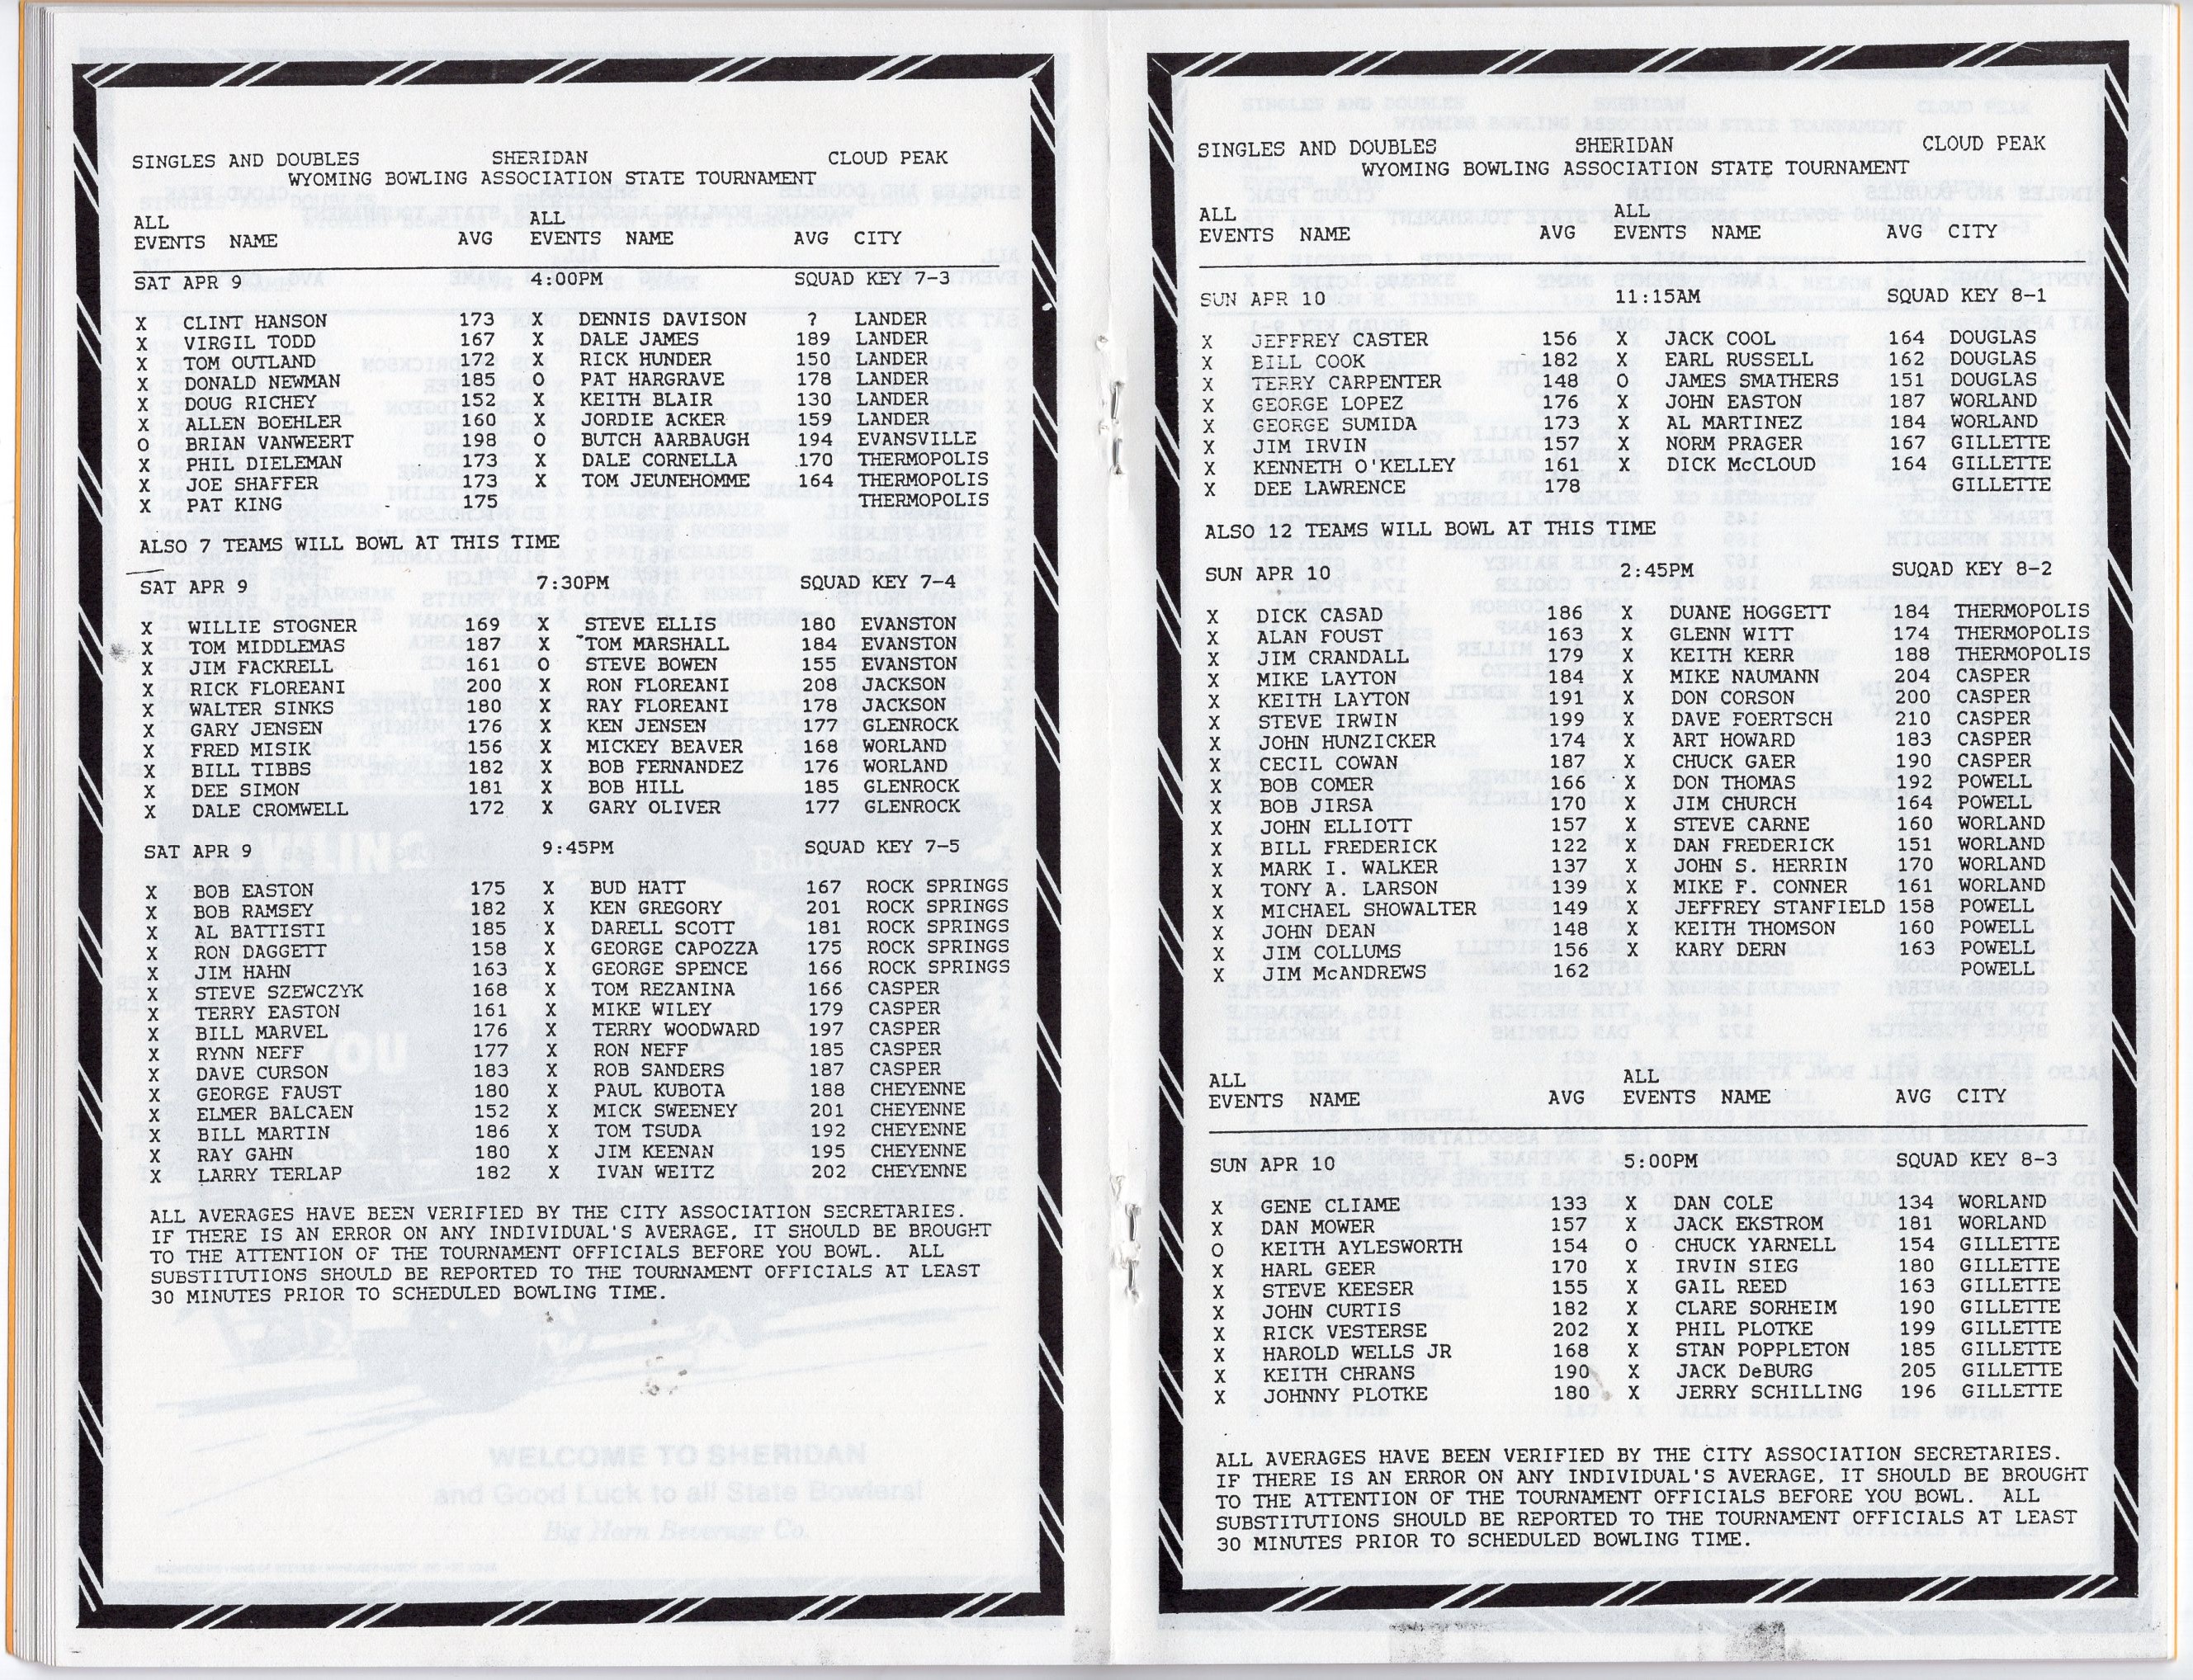 SINGLES AND DOUBLES SHERIDAN CLOUD PEAK
WYOMING BOWLING ASSOCIATION STATE TOURNAMENT
ALL ALL
EVENTS NAME AVG EVENTS NAME AVG CITY
SAT APR 9 4:00PM SQUAD KEY 7-3
X CLINT HANSON 173 X DENNIS DAVISON ? LANDER
X VIRGIL TODD 167 X DALE JAMES 189 LANDER
X TOM OUTLAND 172 X RICK HUNDER 150 LANDER
X DONALD NEWMAN 185 O PAT HARGRAVE 178 LANDER
X DOUG RICHEY 152 X KEITH BLAIR 130 LANDER
X ALLEN BOEHLER 160 X JORDIE ACKER 159 LANDER
O BRIAN VANWEERT 198 O BUTCH AARBAUGH 194 EVANSVILLE
X PHIL DIELEMAN 173 X DALE CORNELLA 170 THERMOPOLIS
X JOE SHAFFER 173 X TOM JEUNEHOMME 164 THERMOPOLIS
X PAT KING 175 THERMOPOLIS
ALSO 7 TEAMS WILL BOWL AT THIS TIME
SAT APR 9 7:30PM SQUAD KEY 7-4
X WILLIE STOGNER 169 X STEVE ELLIS 180 EVANSTON
X TOM MIDDLEMAS 187 X TOM MARSHALL 184 EVANSTON
X JIM FACKRELL 161 O STEVE BOWEN 155 EVANSTON
X RICK FLOREANI 200 X RON FLOREANI 208 JACKSON
X WALTER SINKS 180 X RAY FLOREANI 178 JACKSON
X GARY JENSEN 176 X KEN JENSEN 177 GLENROCK
X FRED MISIK 156 X MICKEY BEAVER 168 WORLAND
X BILL TIBBS 182 X BOB FERNANDEZ 176 WORLAND
X DEE SIMON 181 X BOB HILL 185 GLENROCK
X DALE CROMWELL 172 X GARY OLIVER 177 GLENROCK
SAT APR 9 9:45PM SQUAD KEY 7-5
X BOB EASTON 175 X BUD HATT 167 ROCK SPRINGS
X BOB RAMSEY 182 X KEN GREGORY 201 ROCK SPRINGS
X AL BATTISTI 185 X DARELL SCOTT 181 ROCK SPRINGS
X RON DAGGETT 158 X GEORGE CAPOZZA 175 ROCK SPRINGS
X JIM HAHN 163 X GEORGE SPENCE 166 ROCK SPRINGS
X STEVE SZEWCZYK 168 X TOM REZANINA 166 CASPER
X TERRY EASTON 161 X MIKE WILEY 179 CASPER
X BILL MARVEL 176 X TERRY WOODWARD 197 CASPER
X RYNN NEFF 177 X RON NEFF 185 CASPER
X DAVE CURSON 183 X ROB SANDERS 187 CASPER
X GEORGE FAUST 180 X PAUL KUBOTA 188 CHEYENNE
X ELMER BALCAEN 152 X MICK SWEENEY 201 CHEYENNE
X BILL MARTIN 186 X TOM TSUDA 192 CHEYENNE
X RAY GAHN 180 X JIM KEENAN 195 CHEYENNE
X LARRY TERLAP 182 X IVAN WEITZ 202 CHEYENNE
ALL AVERAGES HAVE BEEN VERIFIED BY THE CITY ASSOCIATION SECRETARIES.
IF THERE IS AN ERROR ON ANY INDIVIDUAL'S AVERAGE, IT SHOULD BE BROUGHT
TO THE ATTENTION OF THE TOURNAMENT OFFICIALS BEFORE YOU BOWL. ALL
SUBSTITUTIONS SHOULD BE REPORTED TO THE TOURNAMENT OFFICIALS AT LEAST
30 MINUTES PRIOR TO SCHEDULED BOWLING TIME.
SINGLES AND DOUBLES SHERIDAN CLOUD PEAK
WYOMING BOWLING ASSOCIATION STATE TOURNAMENT
ALL ALL
EVENTS NAME AVG EVENTS NAME AVG CITY
SUN APR 10 11:15AM SQUAD KEY 8-1
X JEFFREY CASTER 156 X JACK COOL 164 DOUGLAS
X BILL COOK 182 X EARL RUSSELL 162 DOUGLAS
X TERRY CARPENTER 148 O JAMES SMATHERS 151 DOUGLAS
X GEORGE LOPEZ 176 X JOHN EASTON 187 WORLAND
X GEORGE SUMIDA 173 X AL MARTINEZ 184 WORLAND
X JIM IRVIN 157 X NORM PRAGER 167 GILLETTE
X KENNETH O'KELLEY 161 X DICK McCLOUD 164 GILLETTE
X DEE LAWRENCE 178 GILLETTE
ALSO 12 TEAMS WILL BOWL AT THIS TIME
SUN APR 10 2:45PM SUQAD KEY 8-2
X DICK CASAD 186 X DUANE HOGGETT 184 THERMOPOLIS
X ALAN FOUST 163 X GLENN WITT 174 THERMOPOLIS
X JIM CRANDALL 179 X KEITH KERR 188 THERMOPOLIS
X MIKE LAYTON 184 X MIKE NAUMANN 204 CASPER
X KEITH LAYTON 191 X DON CORSON 200 CASPER
X STEVE IRWIN 199 X DAVE FOERTSCH 210 CASPER
X JOHN HUNZICKER 174 X ART HOWARD 183 CASPER
X CECIL COWAN 187 X CHUCK GAER 190 CASPER
X BOB COMER 166 X DON THOMAS 192 POWELL
X BOB JIRSA 170 X JIM CHURCH 164 POWELL
X JOHN ELLIOTT 157 X STEVE CARNE 160 WORLAND
X BILL FREDERICK 122 X DAN FREDERICK 151 WORLAND
X MARK I. WALKER 137 X JOHN S. HERRIN 170 WORLAND
X TONY A. LARSON 139 X MIKE F. CONNER 161 WORLAND
X MICHAEL SHOWALTER 149 X JEFFREY STANFIELD 158 POWELL
X JOHN DEAN 148 X KEITH THOMSON 160 POWELL
X JIM COLLUMS 156 X KARY DERN 163 POWELL
X JIM McANDREWS 162 POWELL
ALL ALL
EVENTS NAME AVG EVENTS NAME AVG CITY
SUN APR 10 5:00PM SQUAD KEY 8-3
X GENE CLIAME 133 X DAN COLE 134 WORLAND
X DAN MOWER 157 X JACK EKSTROM 181 WORLAND
O KEITH AYLESWORTH 154 O CHUCK YARNELL 154 GILLETTE
X HARL GEER 170 X IRVIN SIEG 180 GILLETTE
X STEVE KEESER 155 X GAIL REED 163 GILLETTE
X JOHN CURTIS 182 X CLARE SORHEIM 190 GILLETTE
X RICK VESTERSE 202 X PHIL PLOTKE 199 GILLETTE
X HAROLD WELLS JR 168 X STAN POPPLETON 185 GILLETTE
X KEITH CHRANS 190 X JACK DeBURG 205 GILLETTE
X JOHNNY PLOTKE 180 X JERRY SCHILLING 196 GILLETTE
ALL AVERAGES HAVE BEEN VERIFIED BY THE CITY ASSOCIATION SECRETARIES.
IF THERE IS AN ERROR ON ANY INDIVIDUAL'S AVERAGE, IT SHOULD BE BROUGHT
TO THE ATTENTION OF THE TOURNAMENT OFFICIALS BEFORE YOU BOWL. ALL
SUBSTITUTIONS SHOULD BE REPORTED TO THE TOURNAMENT OFFICIALS AT LEAST
30 MINUTES PRIOR TO SCHEDULED BOWLING TIME.